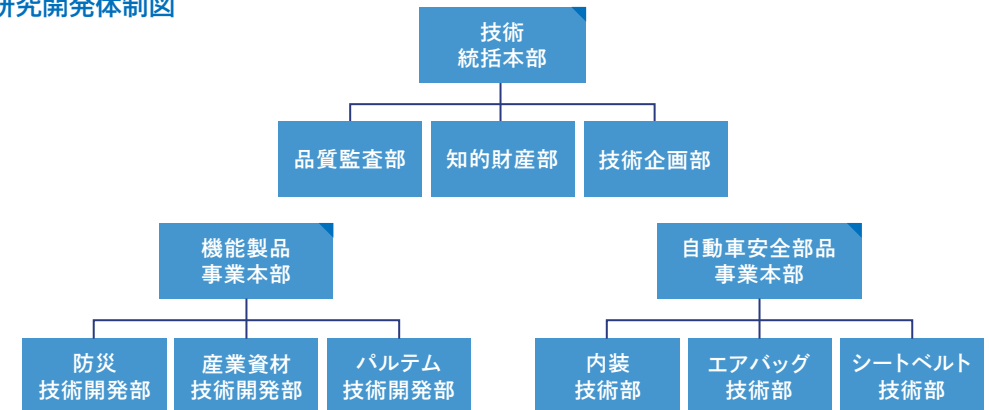 研究開発体制図
技術
統括本部
品質監査部
知的財産部
技術企画部
機能製品
事業本部
自動車安全部品
事業本部
防災
技術開発部
産業資材
技術開発部
パルテム
技術開発部
内装
技術部
エアバッグ
技術部
シートベルト
技術部